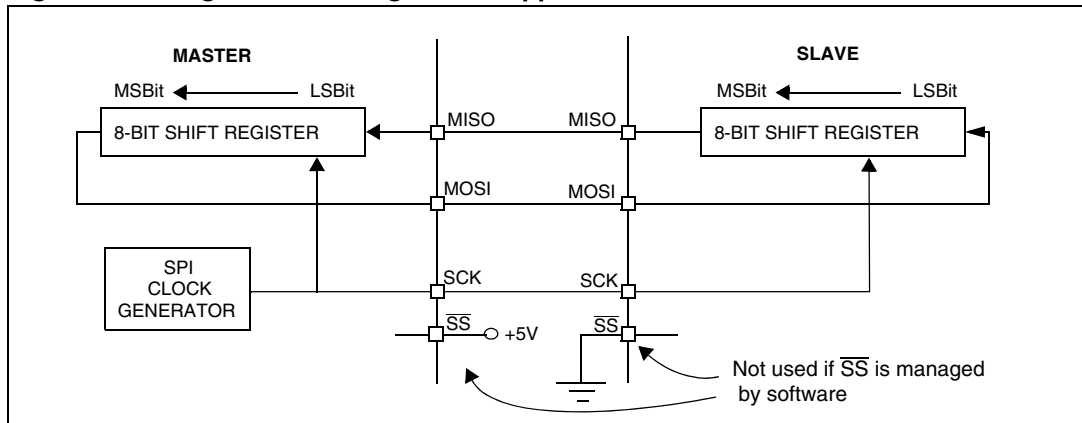 MASTER
SLAVE
MSBit LSBit
MSBit LSBit
8-BIT SHIFT REGISTER
MISO
MISO
8-BIT SHIFT REGISTER
MOSI
MOSI
SPI
CLOCK
GENERATOR
SCK
SCK
SS
+5V
SS
Not used if SS is managed
by software